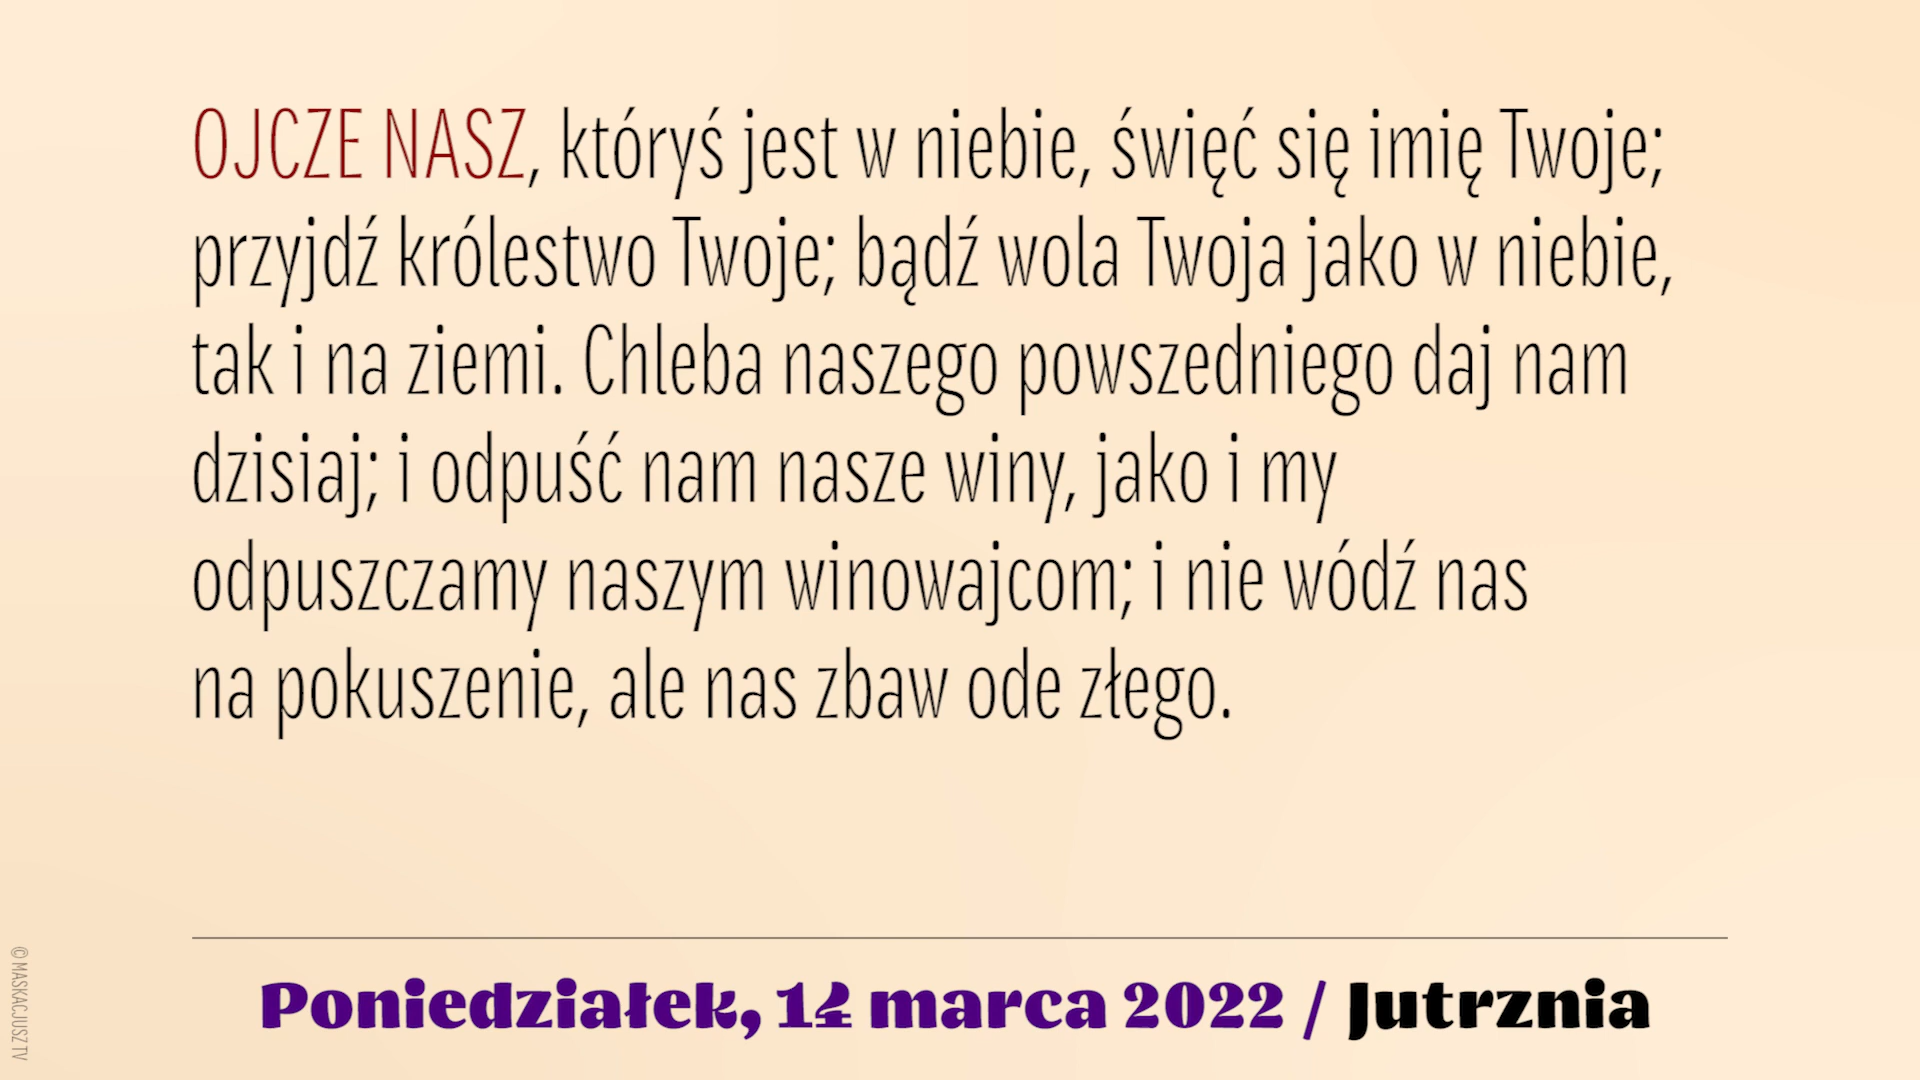 OJCZE NASZ, któryś jest w niebie, święć się imię Twoje;
przyjdź królestwo Twoje; bądź wola Twoja jako w niebie,
tak i na ziemi. Chleba naszego powszedniego daj nam
dzisiaj; i odpuść nam nasze winy, jako i my
odpuszczamy naszym winowajcom; i nie wódź nas
na pokuszenie, ale nas zbaw ode złego.
Poniedziałek, 14 marca 2022 / Jutrznia
© MASKACJUSZ TV